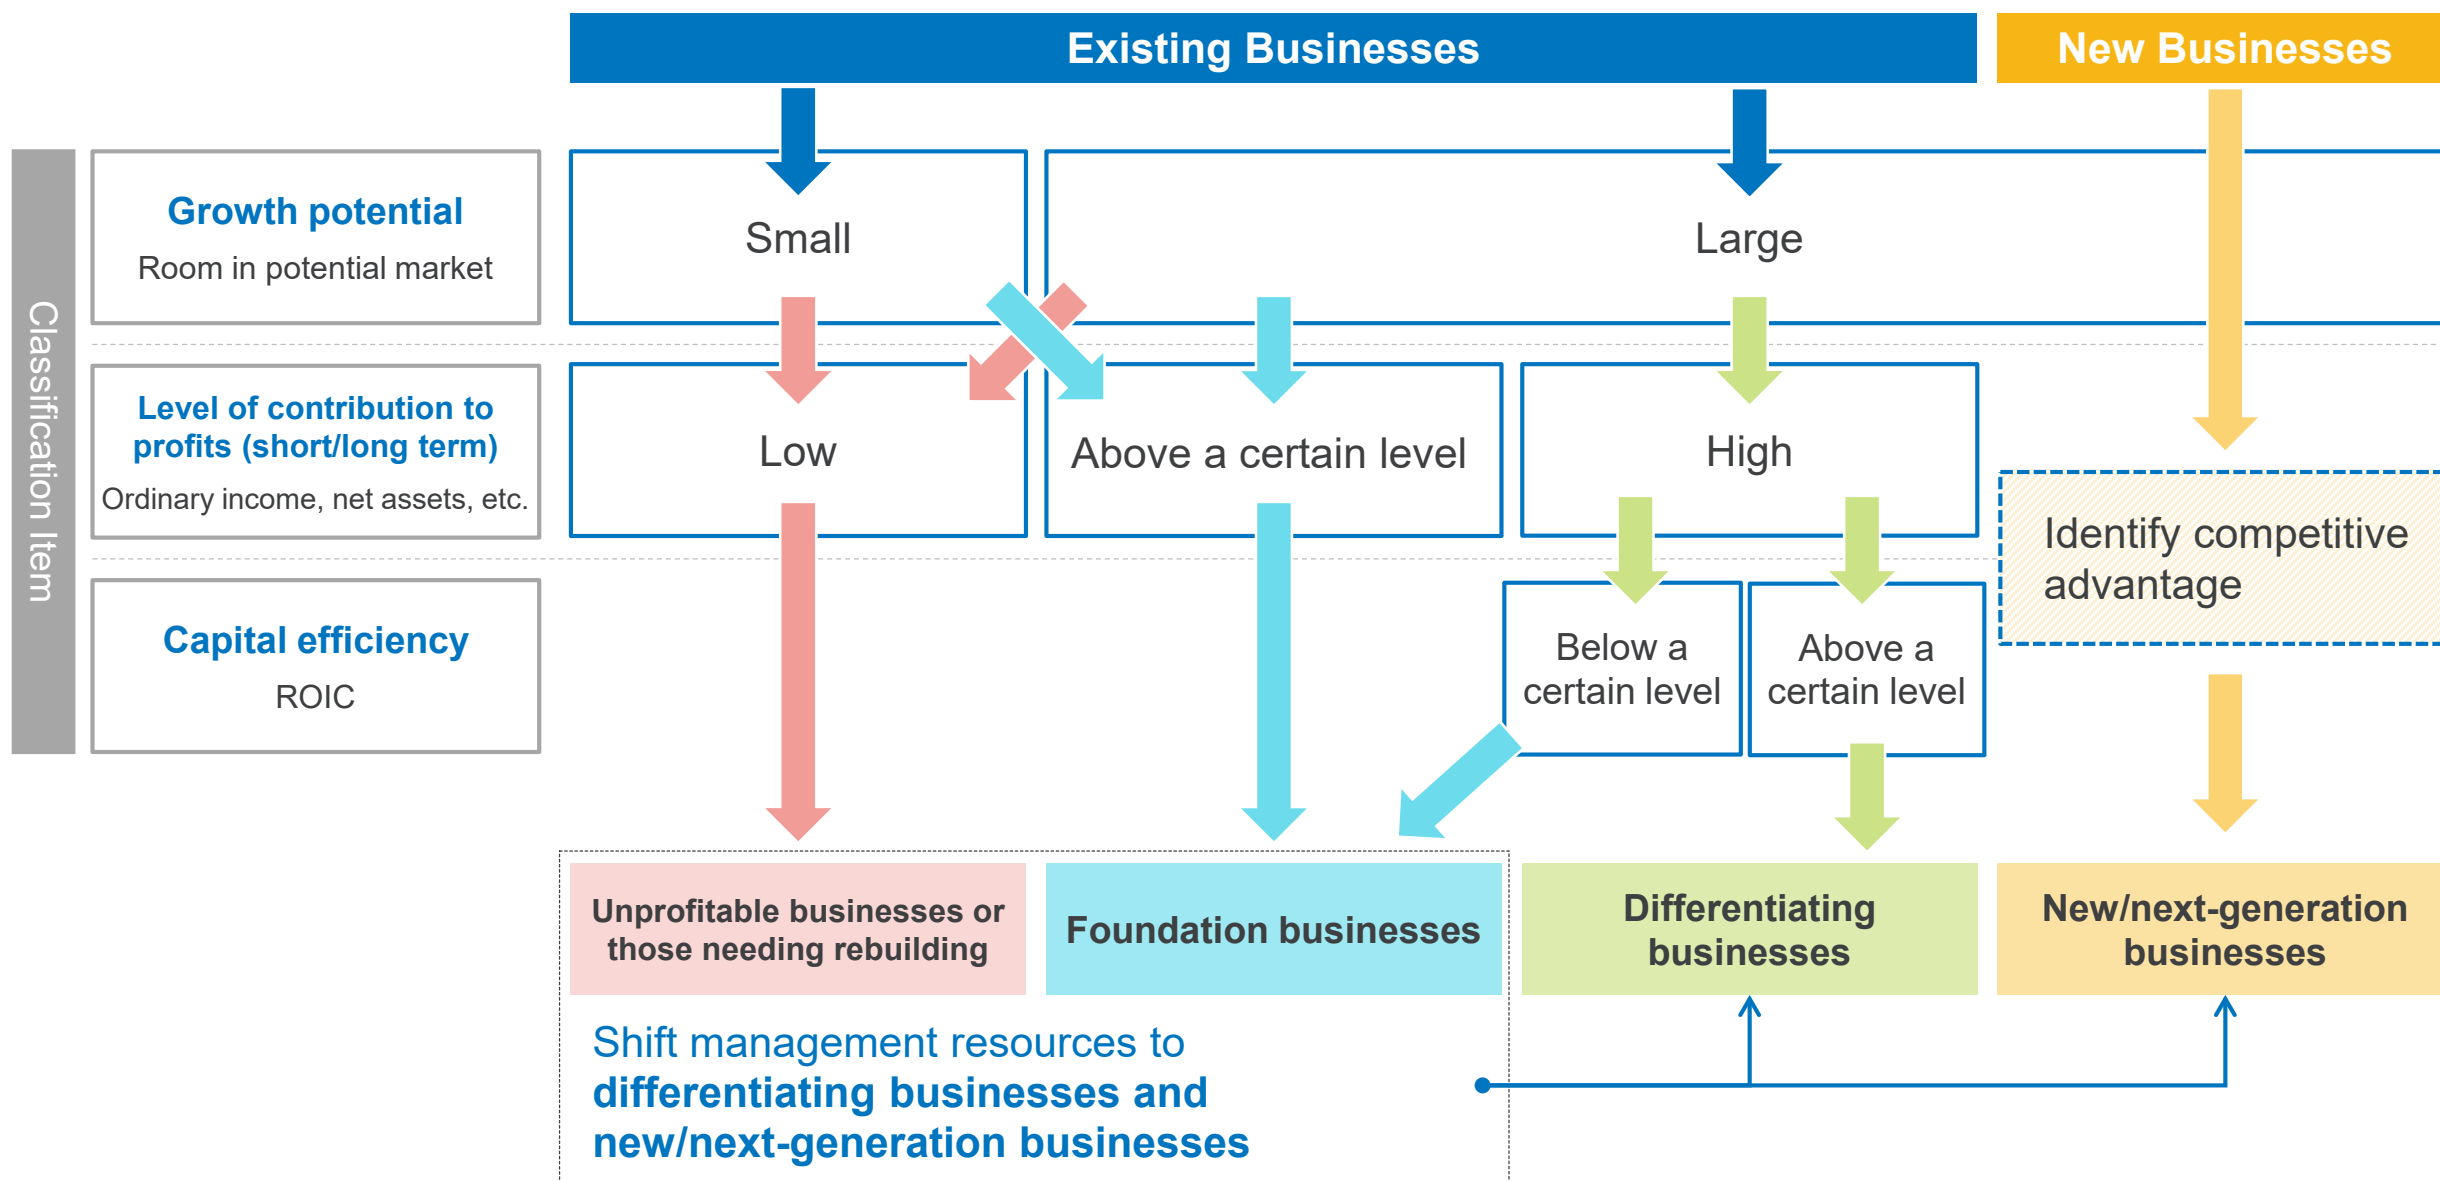 Existing Businesses
New Businesses
Classification Item
Growth potential
Room in potential market
Small
Large
Level of contribution to
profits (short/long term)
Ordinary income, net assets, etc.
Low
Above a certain level
High
Identify competitive
advantage
Capital efficiency
ROIC
Below a
certain level
Above a
certain level
Unprofitable businesses or
those needing rebuilding
Foundation businesses
Differentiating
businesses
New/next-generation
businesses
Shift management resources to
differentiating businesses and
new/next-generation businesses